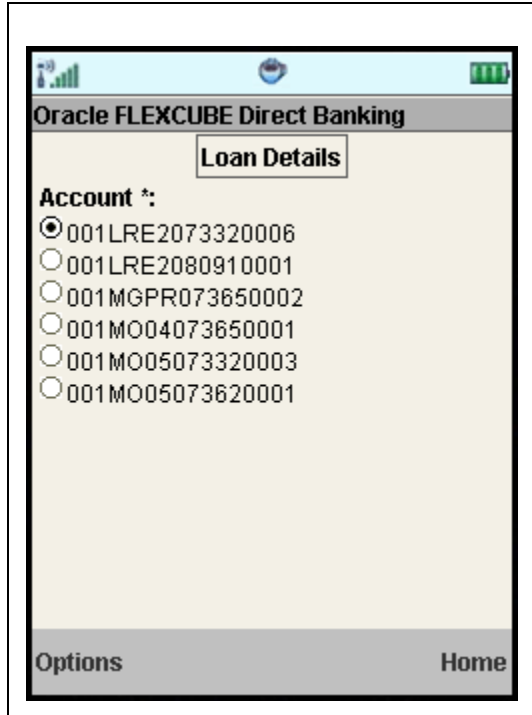 Oracle FLEXCUBE Direct Banking
Loan Details
Account *:
001LRE2073320006
001LRE2080910001
001MGPR073650002
001MO04073650001
001MO05073320003
001MO05073620001
Options Home